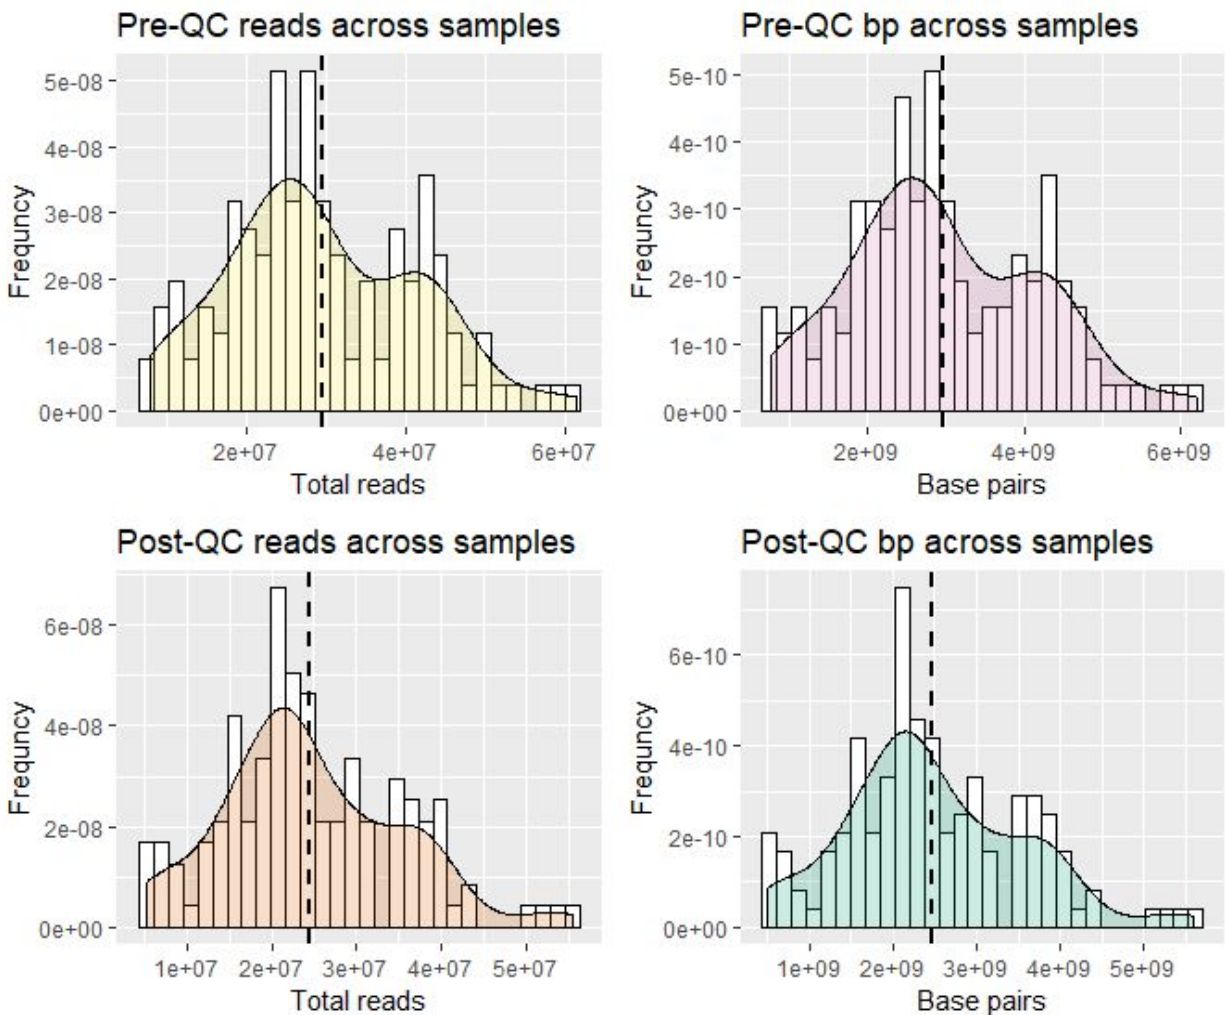 Pre-QC reads across samples
Frequncy
5e-08
4e-08
3e-08
2e-08
1e-08
0e+00
2e+07 4e+07 6e+07
Total reads
Pre-QC bp across samples
Frequncy
5e-10
4e-10
3e-10
2e-10
1e-10
0e+00
2e+09 4e+09 6e+09
Base pairs
Post-QC reads across samples
Frequncy
6e-08
4e-08
2e-08
0e+00
1e+07 2e+07 3e+07 4e+07 5e+07
Total reads
Post-QC bp across samples
Frequncy
6e-10
4e-10
2e-10
0e+00
1e+09 2e+09 3e+09 4e+09 5e+09
Base pairs